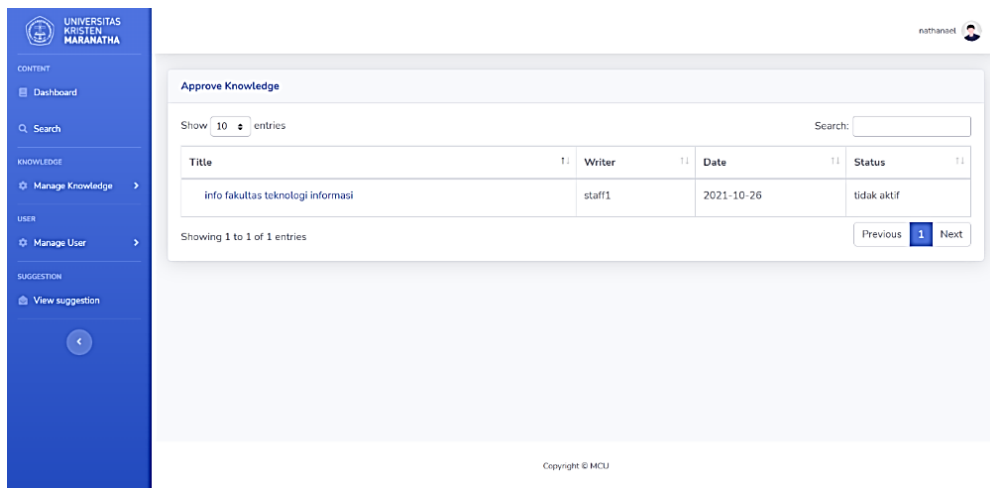 UNIVERSITAS
KRISTEN
MARANATHA
nathanael
CONTENT
Dashboard
Search
KNOWLEDGE
Manage Knowledge
USER
Manage User
SUGGESTION
View suggestion
Approve Knowledge
Show 10 entries
Search:
Title Writer Date Status
info fakultas teknologi informasi staff1 2021-10-26 tidak aktif
Showing 1 to 1 of 1 entries
Previous 1 Next
Copyright © MCU